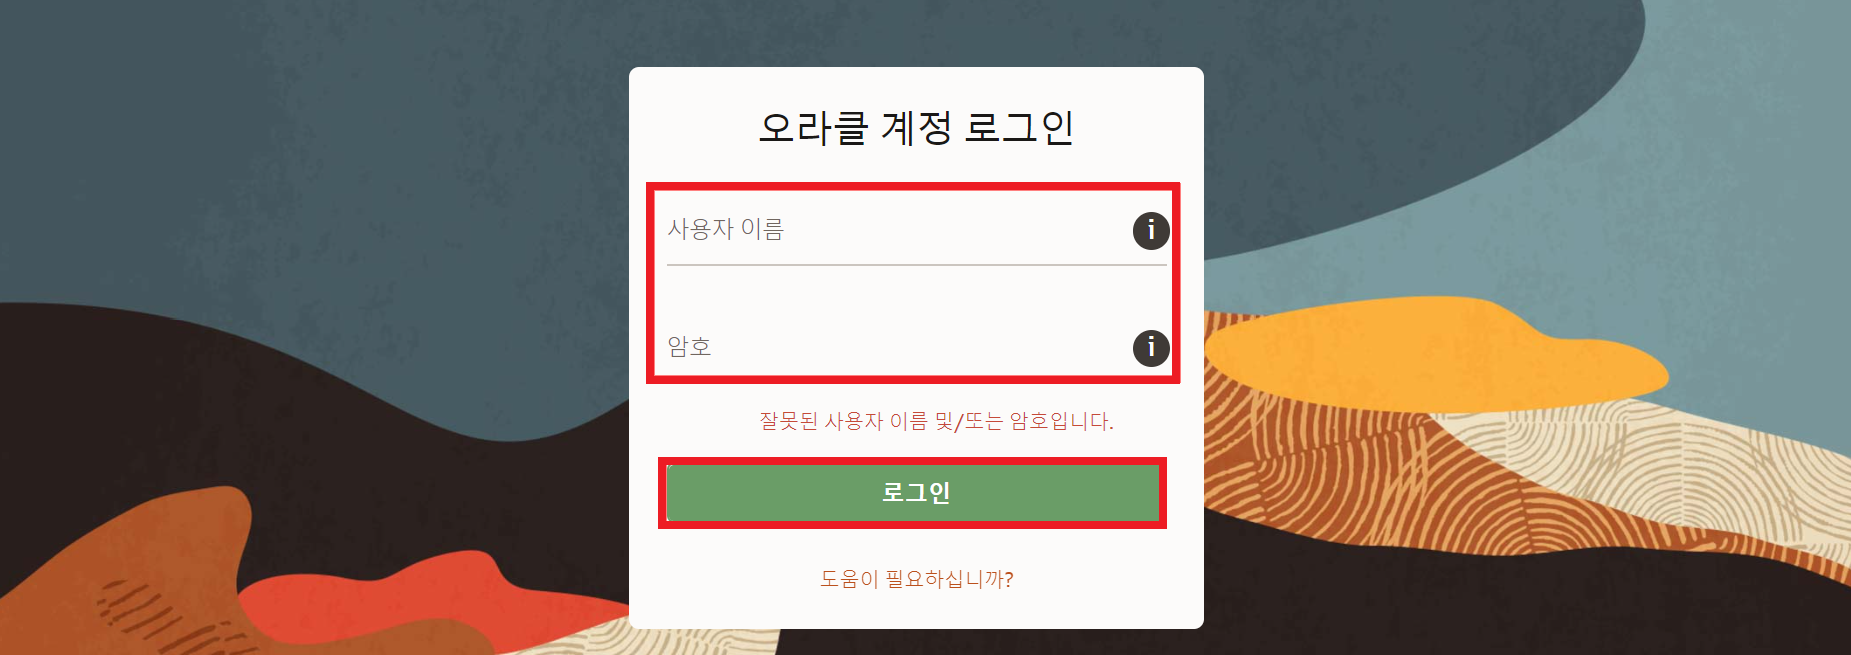 오라클 계정 로그인
사용자 이름
i
암호
i
잘못된 사용자 이름 및/또는 암호입니다.
로그인
도움이 필요하십니까?